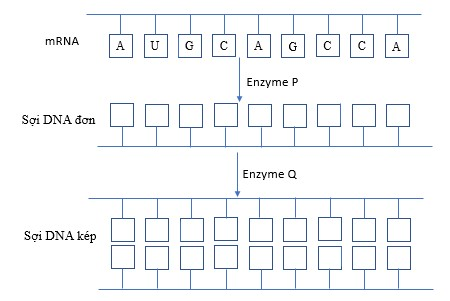 mRNA A U G C A G C C A
Enzyme P
Sợi DNA đơn
Enzyme Q
Sợi DNA kép